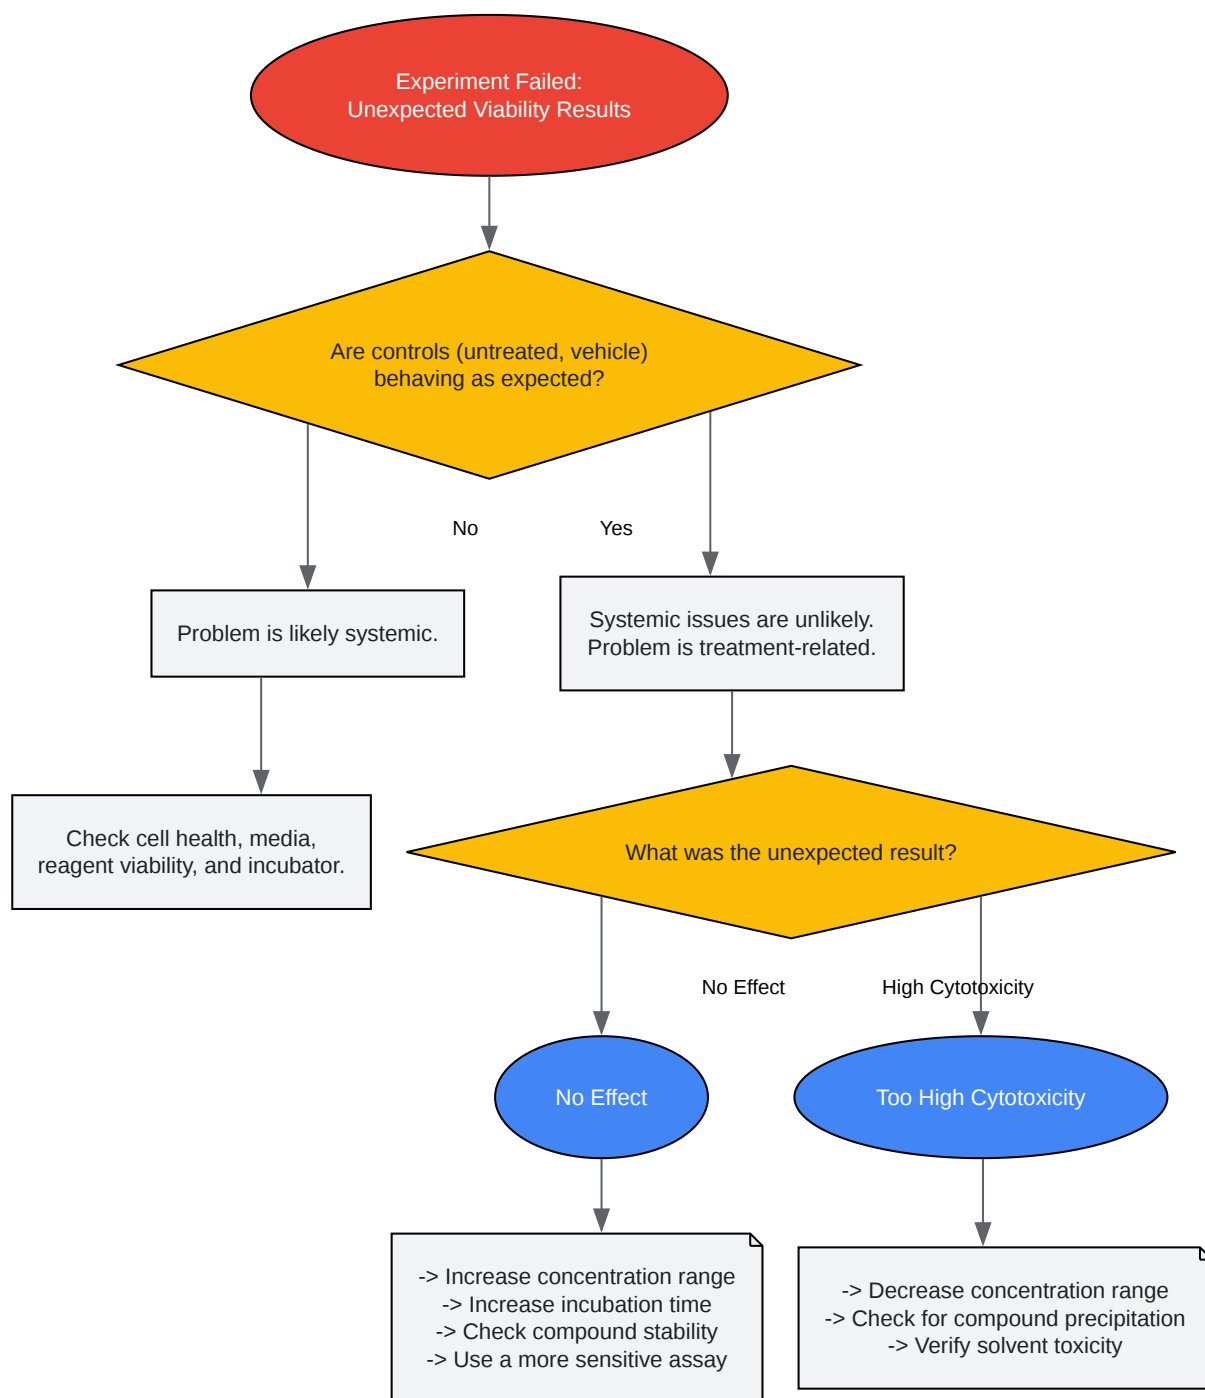 Experiment Failed:
Unexpected Viability Results
Are controls (untreated, vehicle)
behaving as expected?
No
Yes
Problem is likely systemic.
Systemic issues are unlikely.
Problem is treatment-related.
Check cell health, media,
reagent viability, and incubator.
What was the unexpected result?
No Effect
High Cytotoxicity
No Effect
Too High Cytotoxicity
-> Increase concentration range
-> Increase incubation time
-> Check compound stability
-> Use a more sensitive assay
-> Decrease concentration range
-> Check for compound precipitation
-> Verify solvent toxicity